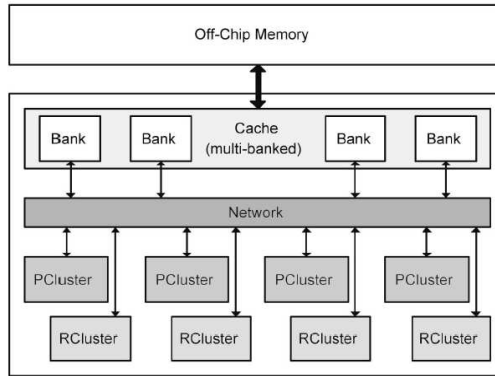 Off-Chip Memory
Bank Bank Cache Bank Bank
(multi-banked)
Network
PCluster PCluster PCluster PCluster
RCluster RCluster RCluster RCluster